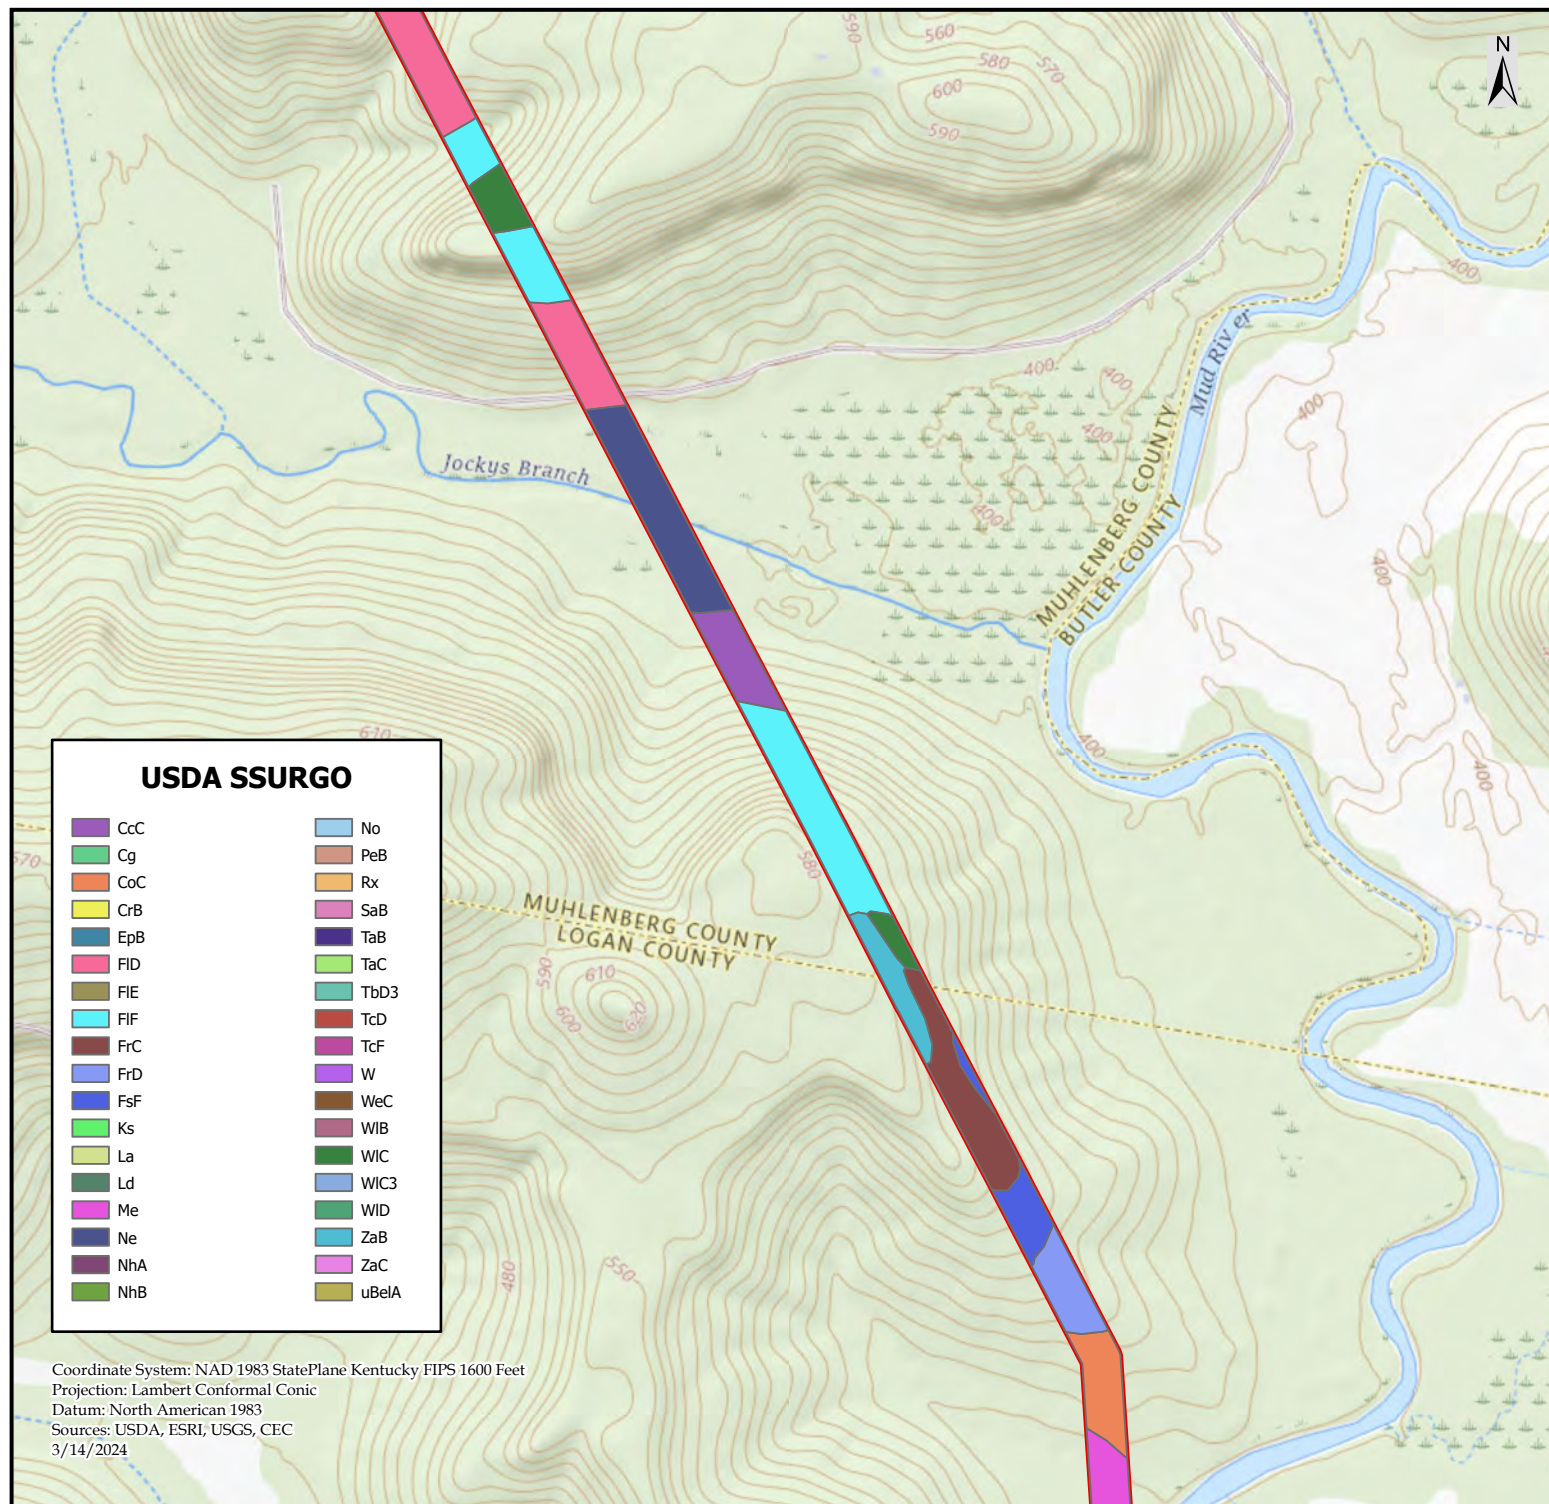 590
560
580
570
600
590
N
400
Mud Riv er
400
400
400
400
400
400
Jockys Branch
MUHLENBERG COUNTY
BUTLER COUNTY
610
400
400
570
580
MUHLENBERG COUNTY
LOGAN COUNTY
590
610
600
620
480
550
USDA SSURGO
CcC
Cg
CoC
CrB
EpB
FlD
FlE
FlF
FrC
FrD
FsF
Ks
La
Ld
Me
Ne
NhA
NhB
No
PeB
Rx
SaB
TaB
TaC
TbD3
TcD
TcF
W
WeC
WlB
WlC
WlC3
WlD
ZaB
ZaC
uBelA
Coordinate System: NAD 1983 StatePlane Kentucky FIPS 1600 Feet
Projection: Lambert Conformal Conic
Datum: North American 1983
Sources: USDA, ESRI, USGS, CEC
3/14/2024